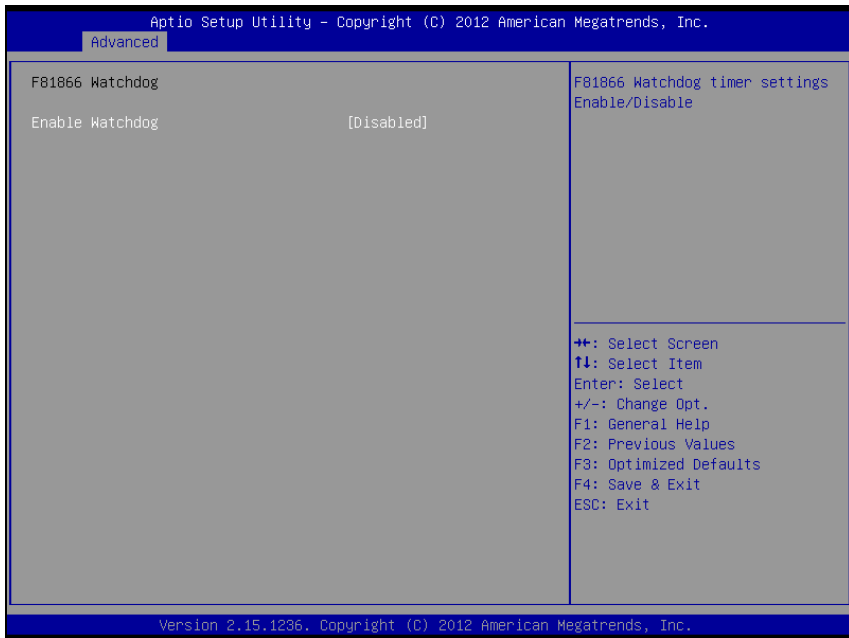 Aptio Setup Utility – Copyright (C) 2012 American Megatrends, Inc.
Advanced
F81866 Watchdog
Enable Watchdog [Disabled]
F81866 Watchdog timer settings
Enable/Disable
→←: Select Screen
↑↓: Select Item
Enter: Select
+/-: Change Opt.
F1: General Help
F2: Previous Values
F3: Optimized Defaults
F4: Save & Exit
ESC: Exit
Version 2.15.1236. Copyright (C) 2012 American Megatrends, Inc.